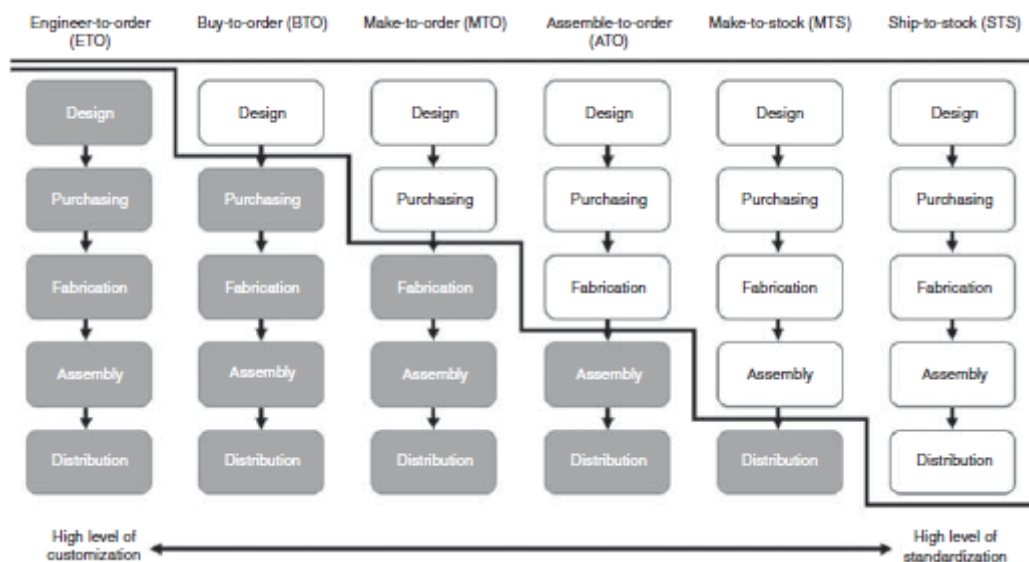 Engineer-to-order (ETO)
Buy-to-order (BTO)
Make-to-order (MTO)
Assemble-to-order (ATO)
Make-to-stock (MTS)
Ship-to-stock (STS)
Design
Design
Design
Design
Design
Design
Purchasing
Purchasing
Purchasing
Purchasing
Purchasing
Purchasing
Fabrication
Fabrication
Fabrication
Fabrication
Fabrication
Fabrication
Assembly
Assembly
Assembly
Assembly
Assembly
Assembly
Distribution
Distribution
Distribution
Distribution
Distribution
Distribution
High level of
customization
High level of
standardization